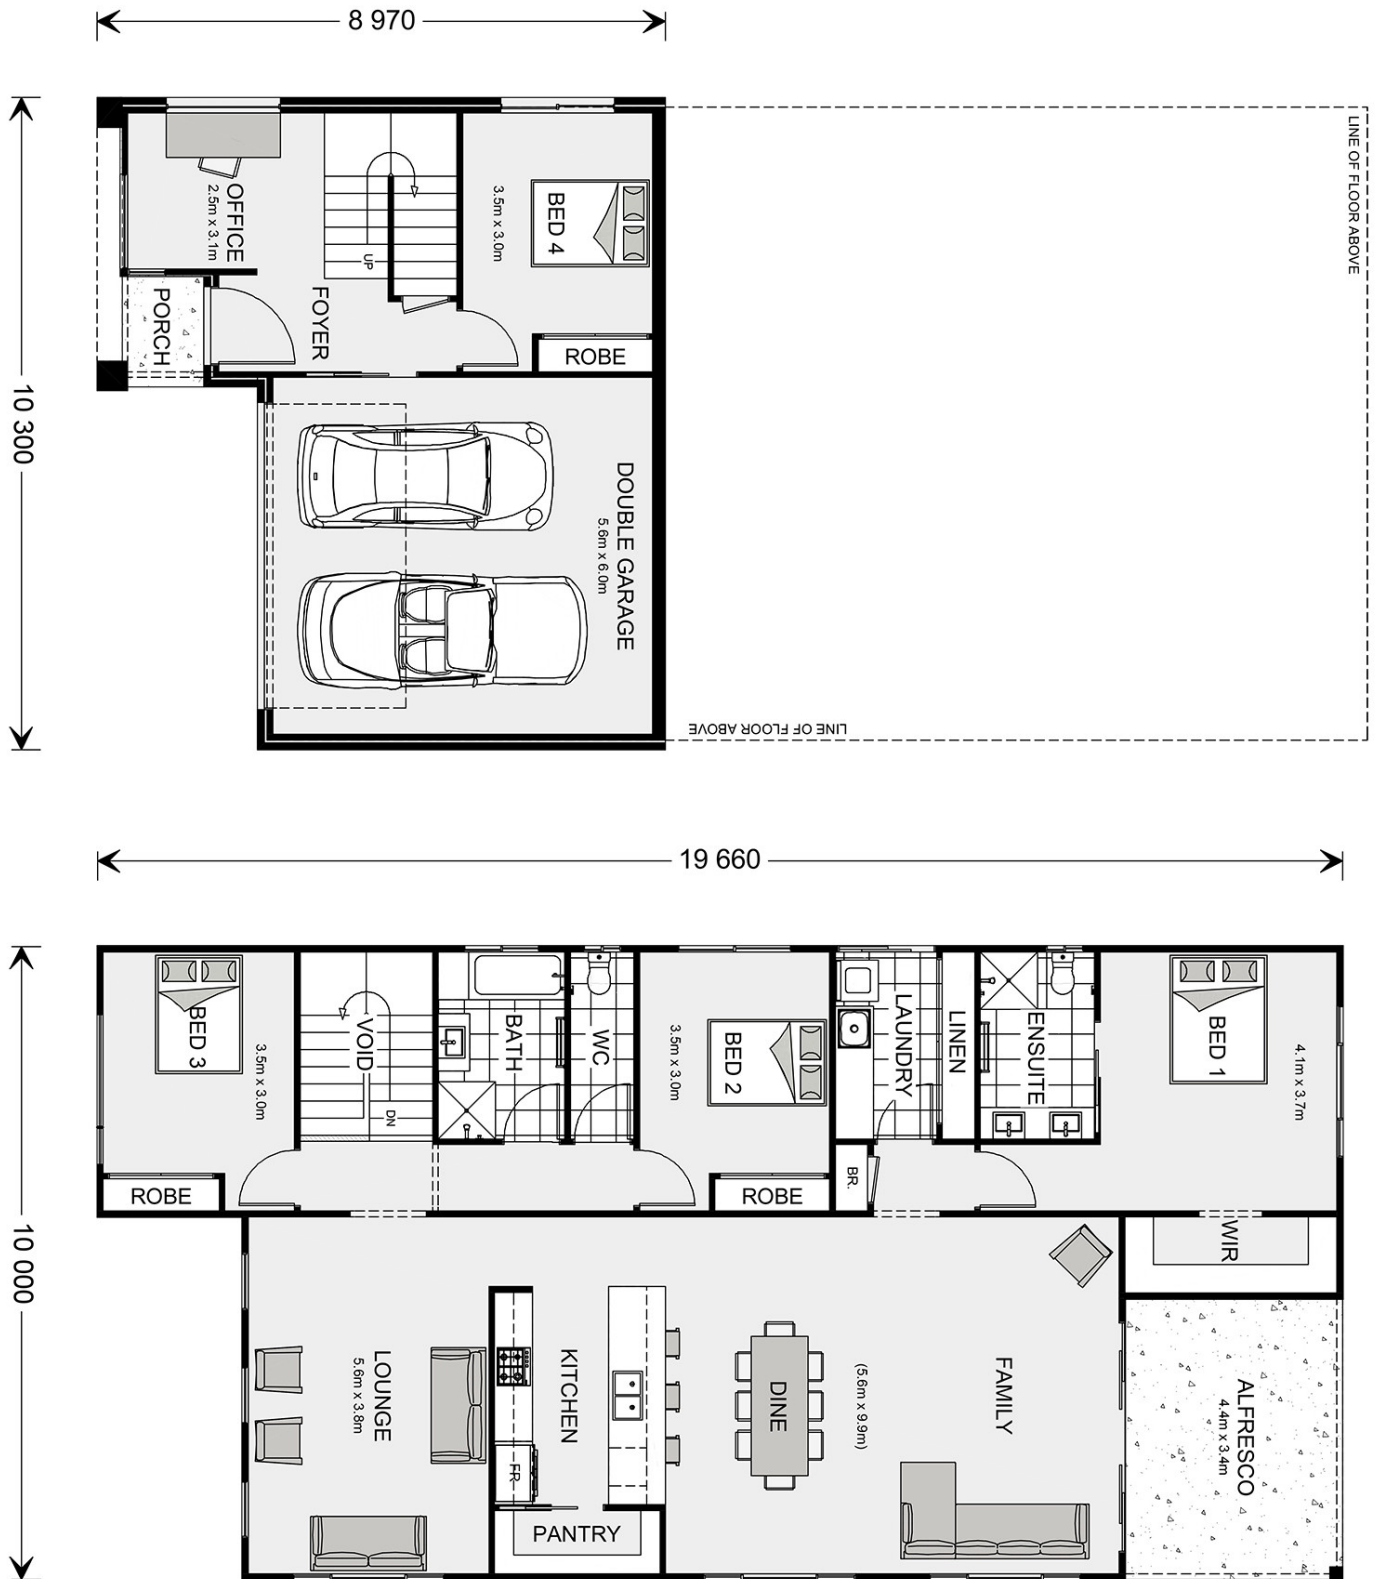 8 970
10 300
LINE OF FLOOR ABOVE
OFFICE
2.5m x 3.1m
UP
3.5m x 3.0m
BED 4
PORCH
FOYER
ROBE
DOUBLE GARAGE
5.6m x 6.0m
LINE OF FLOOR ABOVE
19 660
10 000
BED 3
3.5m x 3.0m
VOID
DN
BATH
WC
3.5m x 3.0m
BED 2
LAUNDRY
LINEN
ENSUITE
BED 1
4.1m x 3.7m
ROBE
ROBE
BR.
WIR
LOUNGE
5.6m x 3.8m
KITCHEN
FR.
PANTRY
DINE
(5.6m x 9.9m)
FAMILY
ALFRESCO
4.4m x 3.4m